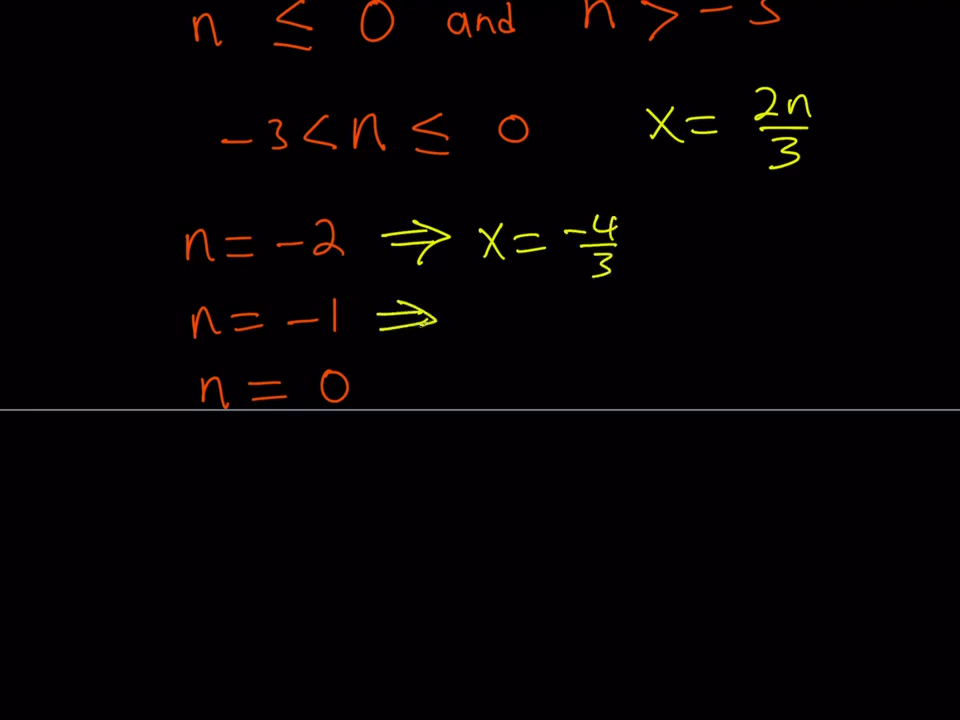 n ≤ 0 and n > -3
-3 < n ≤ 0 x = 2n/3
n = -2 ⇒ x = -4/3
n = -1 ⇒
n = 0